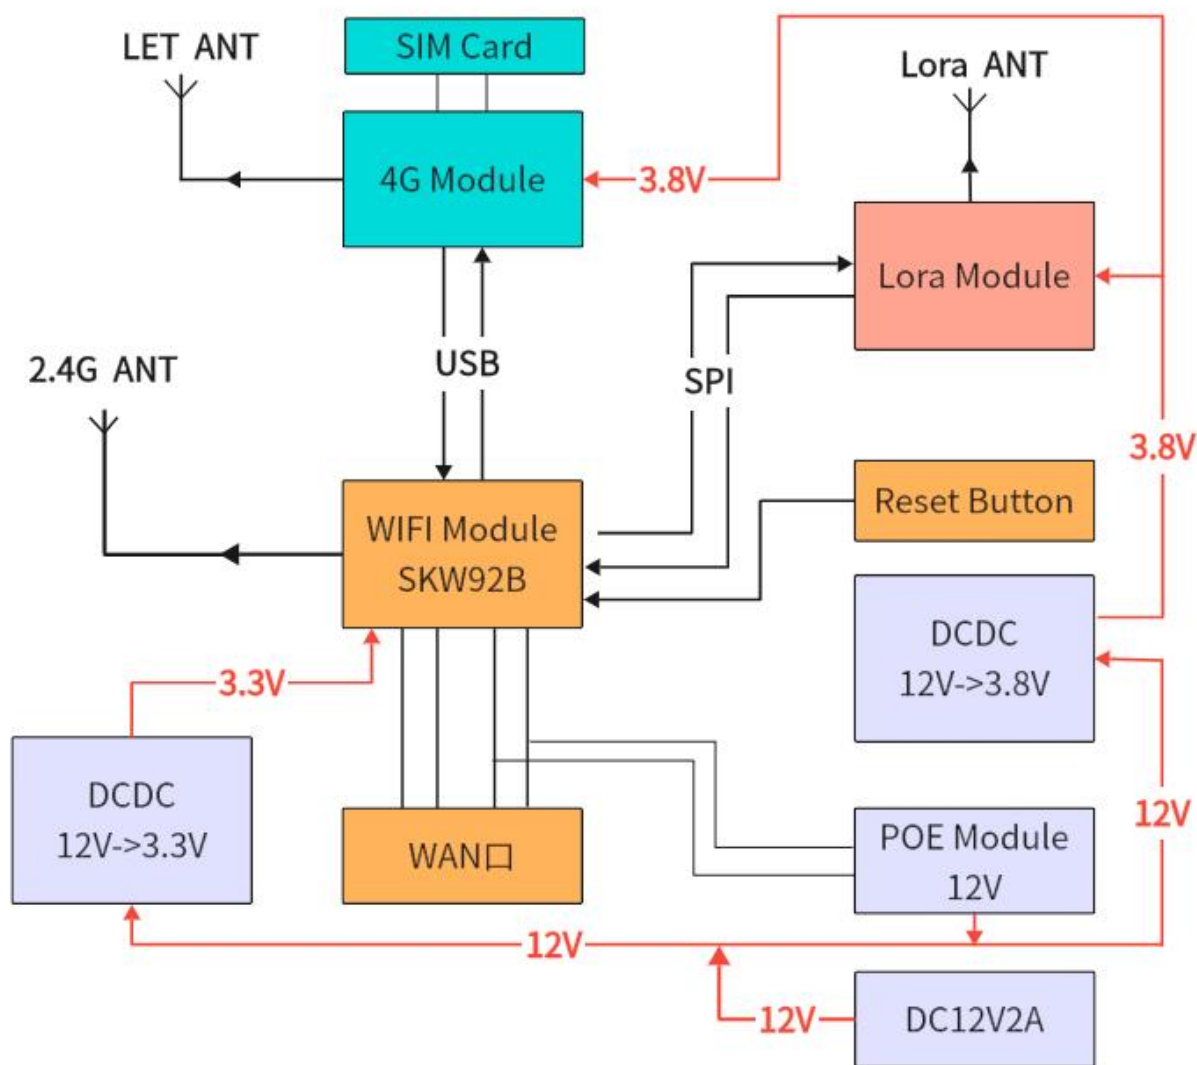 SIM Card
LET ANT
Lora ANT
4G Module
3.8V
Lora Module
USB
2.4G ANT
SPI
3.8V
Reset Button
WIFI Module
SKW92B
DCDC
12V->3.8V
3.3V
DCDC
12V->3.3V
12V
POE Module
12V
WAN口
12V
12V
DC12V2A